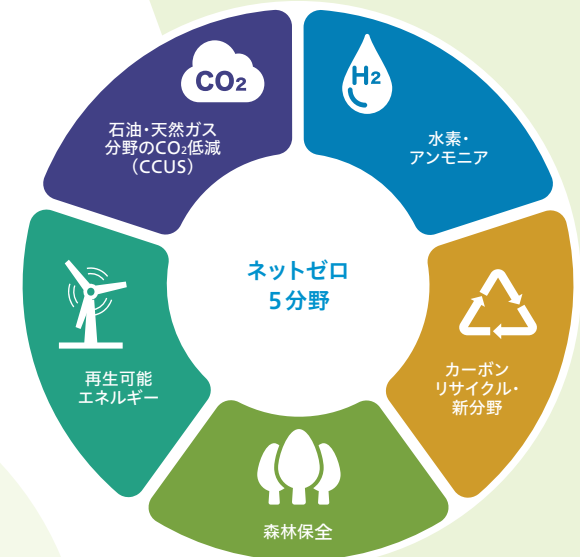 CO₂
石油・天然ガス
分野のCO₂低減
（CCUS）
H₂
水素・
アンモニア
ネットゼロ
5分野
再生可能
エネルギー
カーボン
リサイクル・
新分野
森林保全